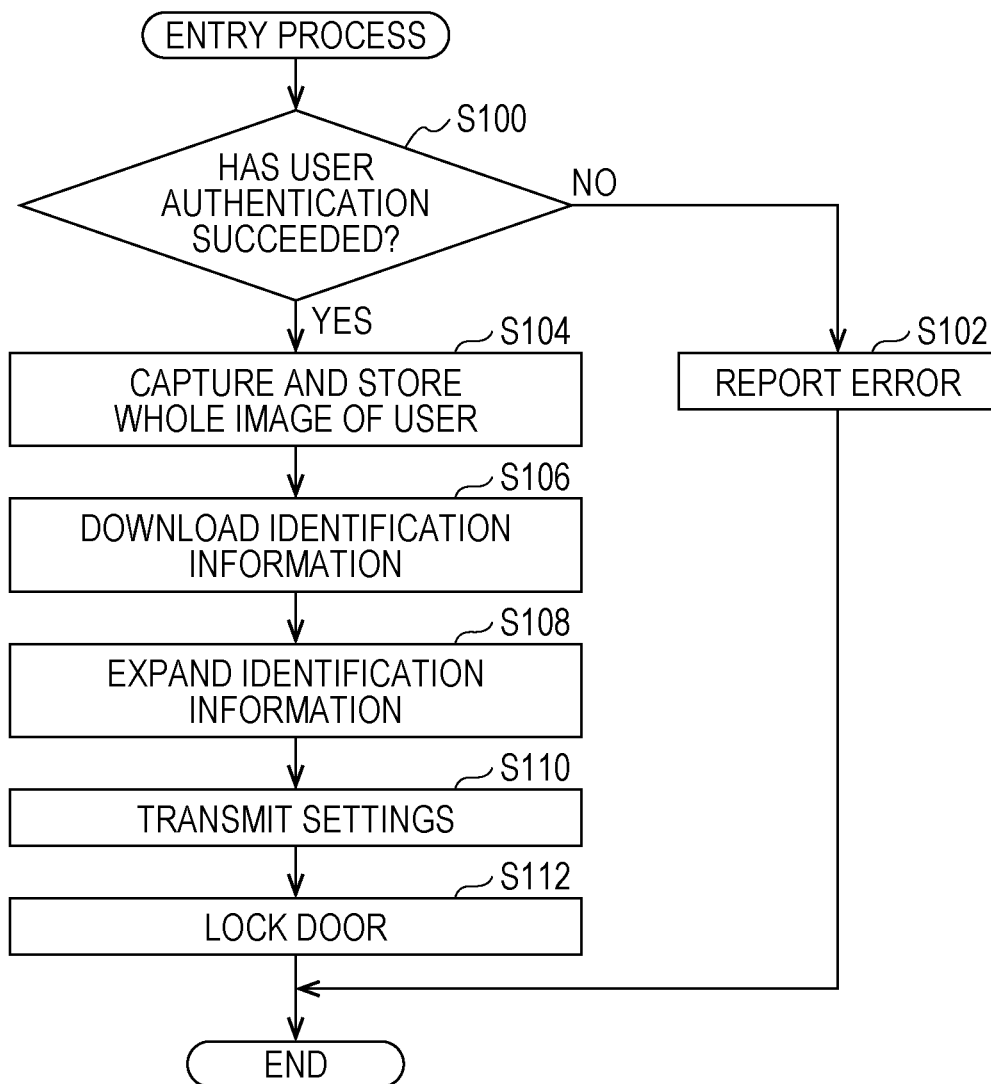 ENTRY PROCESS
S100
HAS USER
AUTHENTICATION
SUCCEEDED?
NO
YES
S104
CAPTURE AND STORE
WHOLE IMAGE OF USER
S102
REPORT ERROR
S106
DOWNLOAD IDENTIFICATION
INFORMATION
S108
EXPAND IDENTIFICATION
INFORMATION
S110
TRANSMIT SETTINGS
S112
LOCK DOOR
END